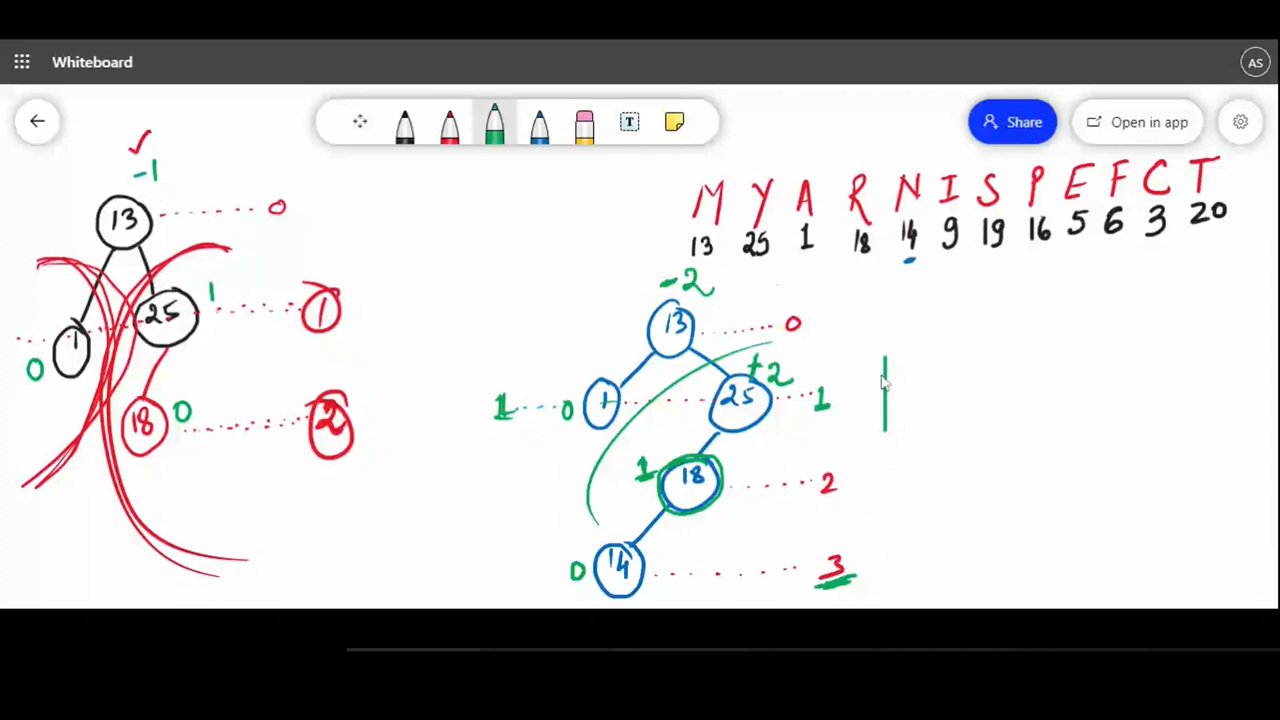 Whiteboard AS
Share Open in app
T
M Y A R N I S P E F C T
13 25 1 18 14 9 19 16 5 6 3 20
-1
13 0
25 1 1
1
0
18 0 2
-2
13 0
+2
1 0 1 25 1
1 18 2
0 14 3